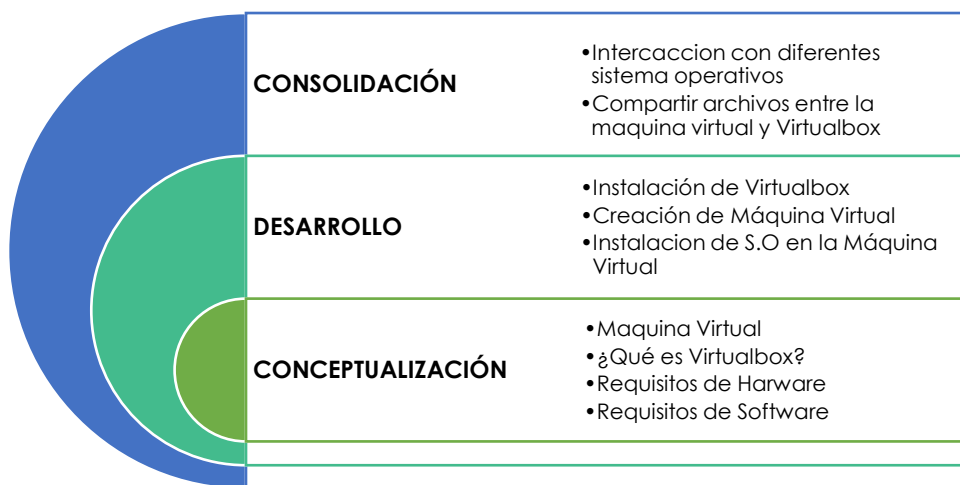 CONSOLIDACIÓN
•Intercaccion con diferentes
sistema operativos
•Compartir archivos entre la
maquina virtual y Virtualbox
DESARROLLO
•Instalación de Virtualbox
•Creación de Máquina Virtual
•Instalacion de S.O en la Máquina
Virtual
CONCEPTUALIZACIÓN
•Maquina Virtual
•¿Qué es Virtualbox?
•Requisitos de Harware
•Requisitos de Software